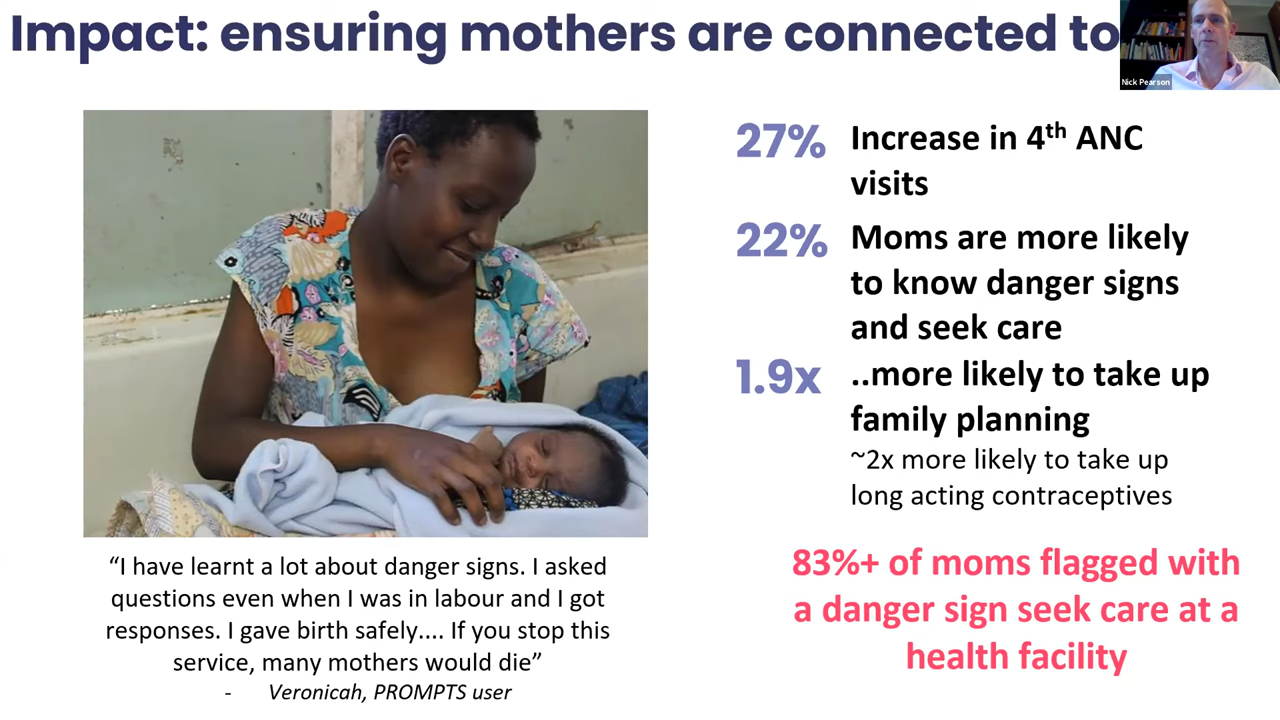 Impact: ensuring mothers are connected to
Nick Pearson
27% Increase in 4th ANC
visits
22% Moms are more likely
to know danger signs
and seek care
1.9x ..more likely to take up
family planning
~2x more likely to take up
long acting contraceptives
83%+ of moms flagged with
a danger sign seek care at a
health facility
“I have learnt a lot about danger signs. I asked
questions even when I was in labour and I got
responses. I gave birth safely.... If you stop this
service, many mothers would die”
- Veronicah, PROMPTS user